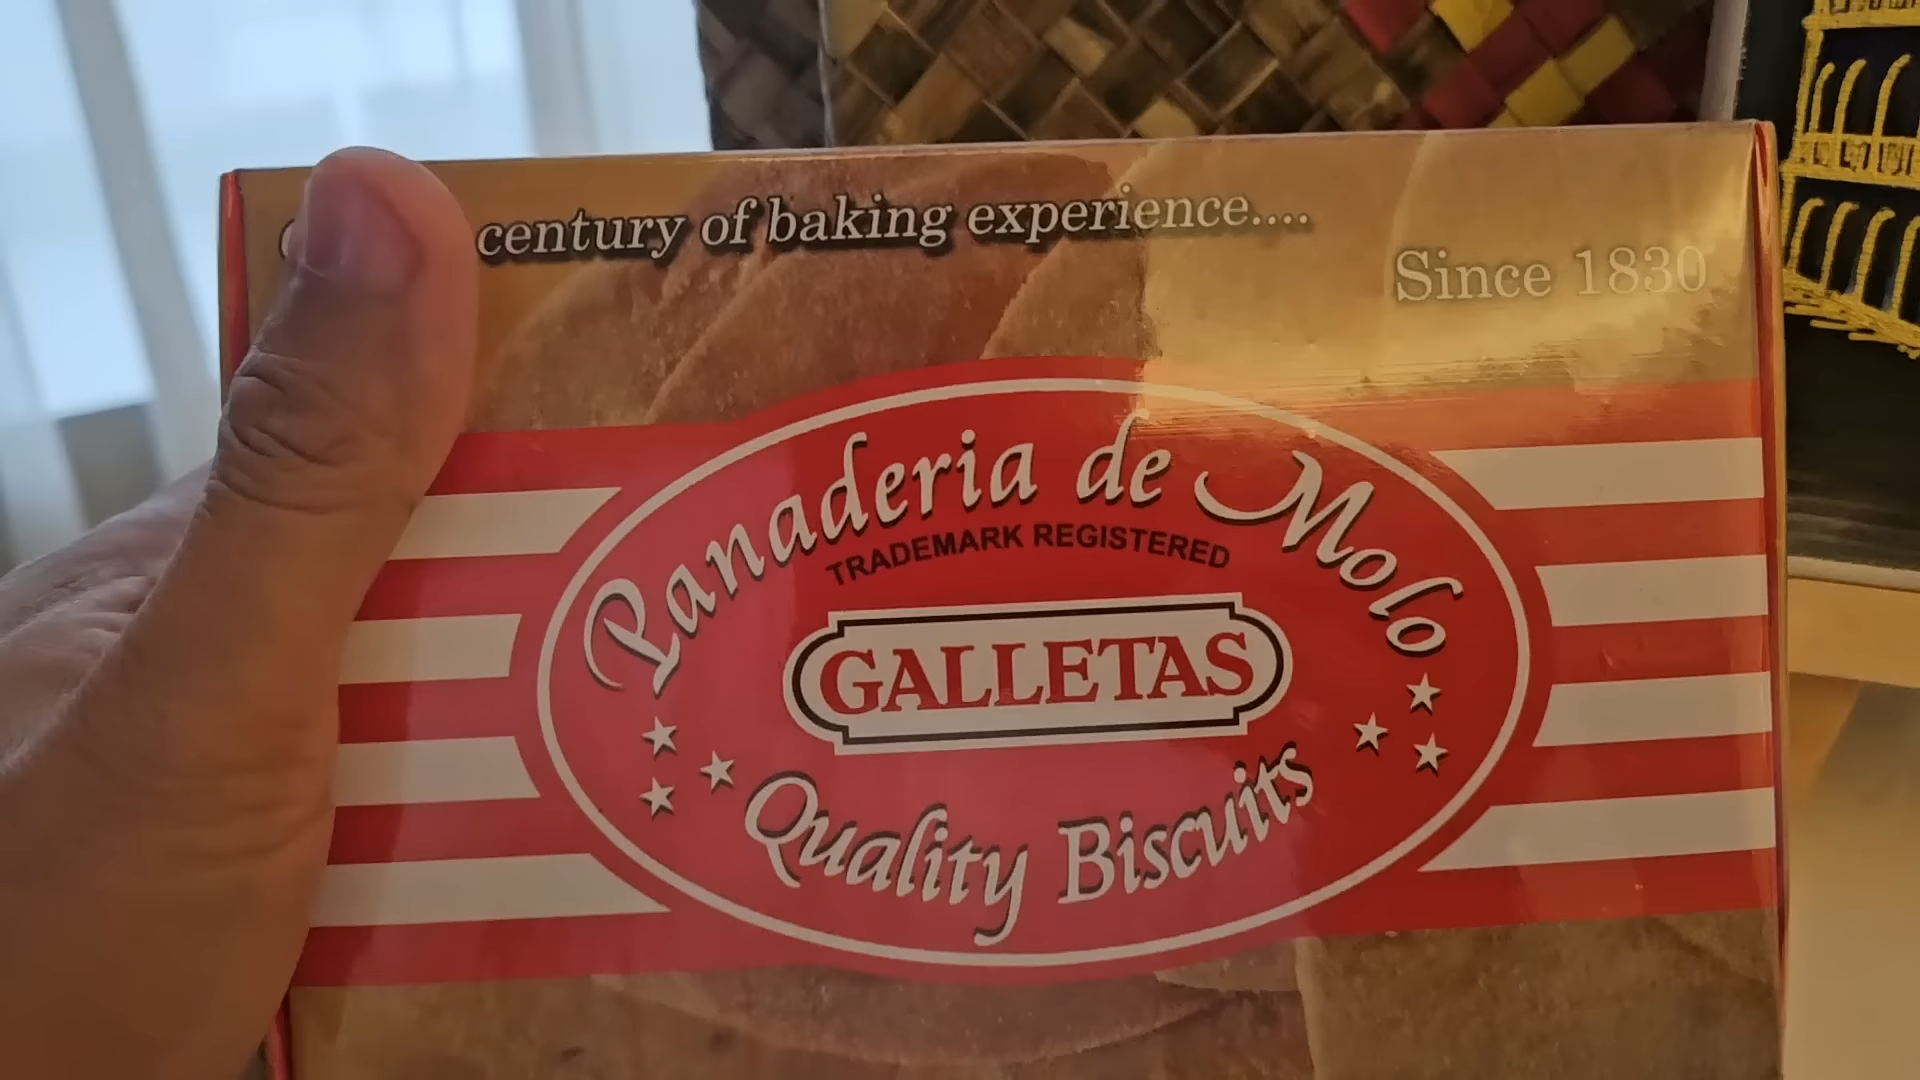 century of baking experience....
Since 1830
Panaderia de Molo
TRADEMARK REGISTERED
GALLETAS
Quality Biscuits